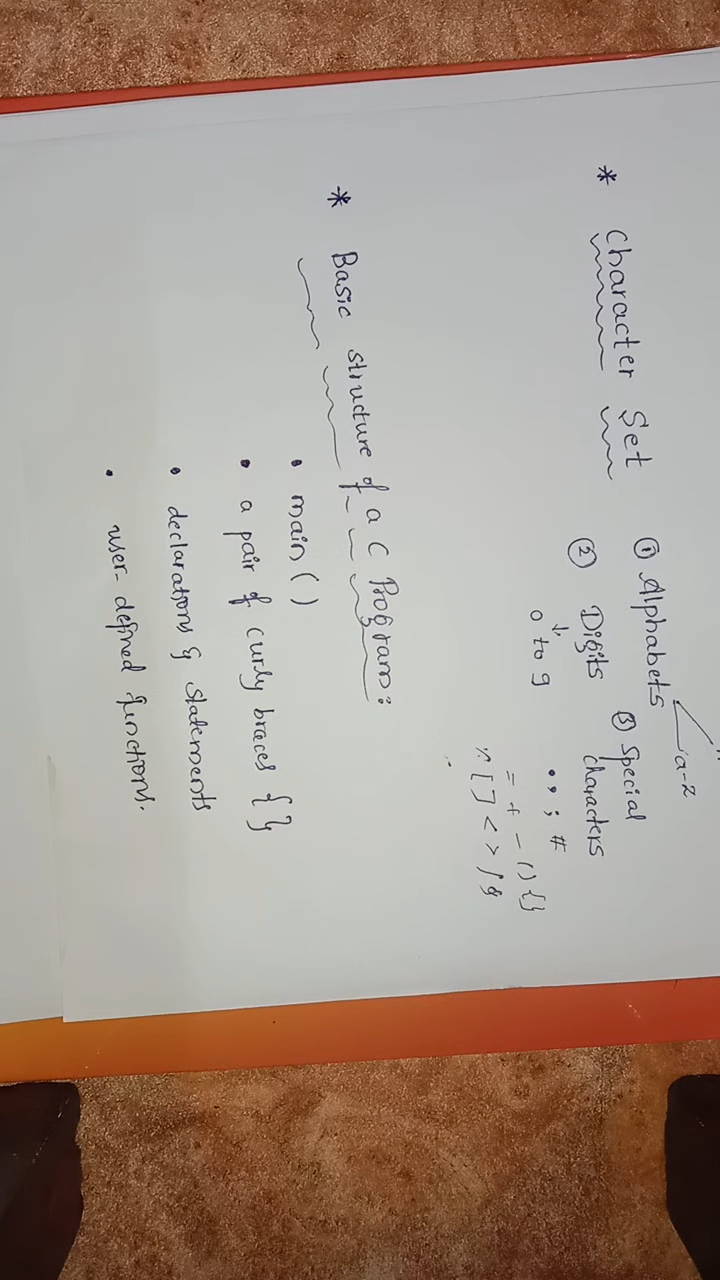 * Character Set
① Alphabets
a-z
② Digits
↓
0 to 9
③ Special
characters
. , ; #
= + - () {}
% [ ] < > / &
* Basic structure of a C Program:
• main ( )
• a pair of curly braces { }
• declarations & statements
• user-defined functions.